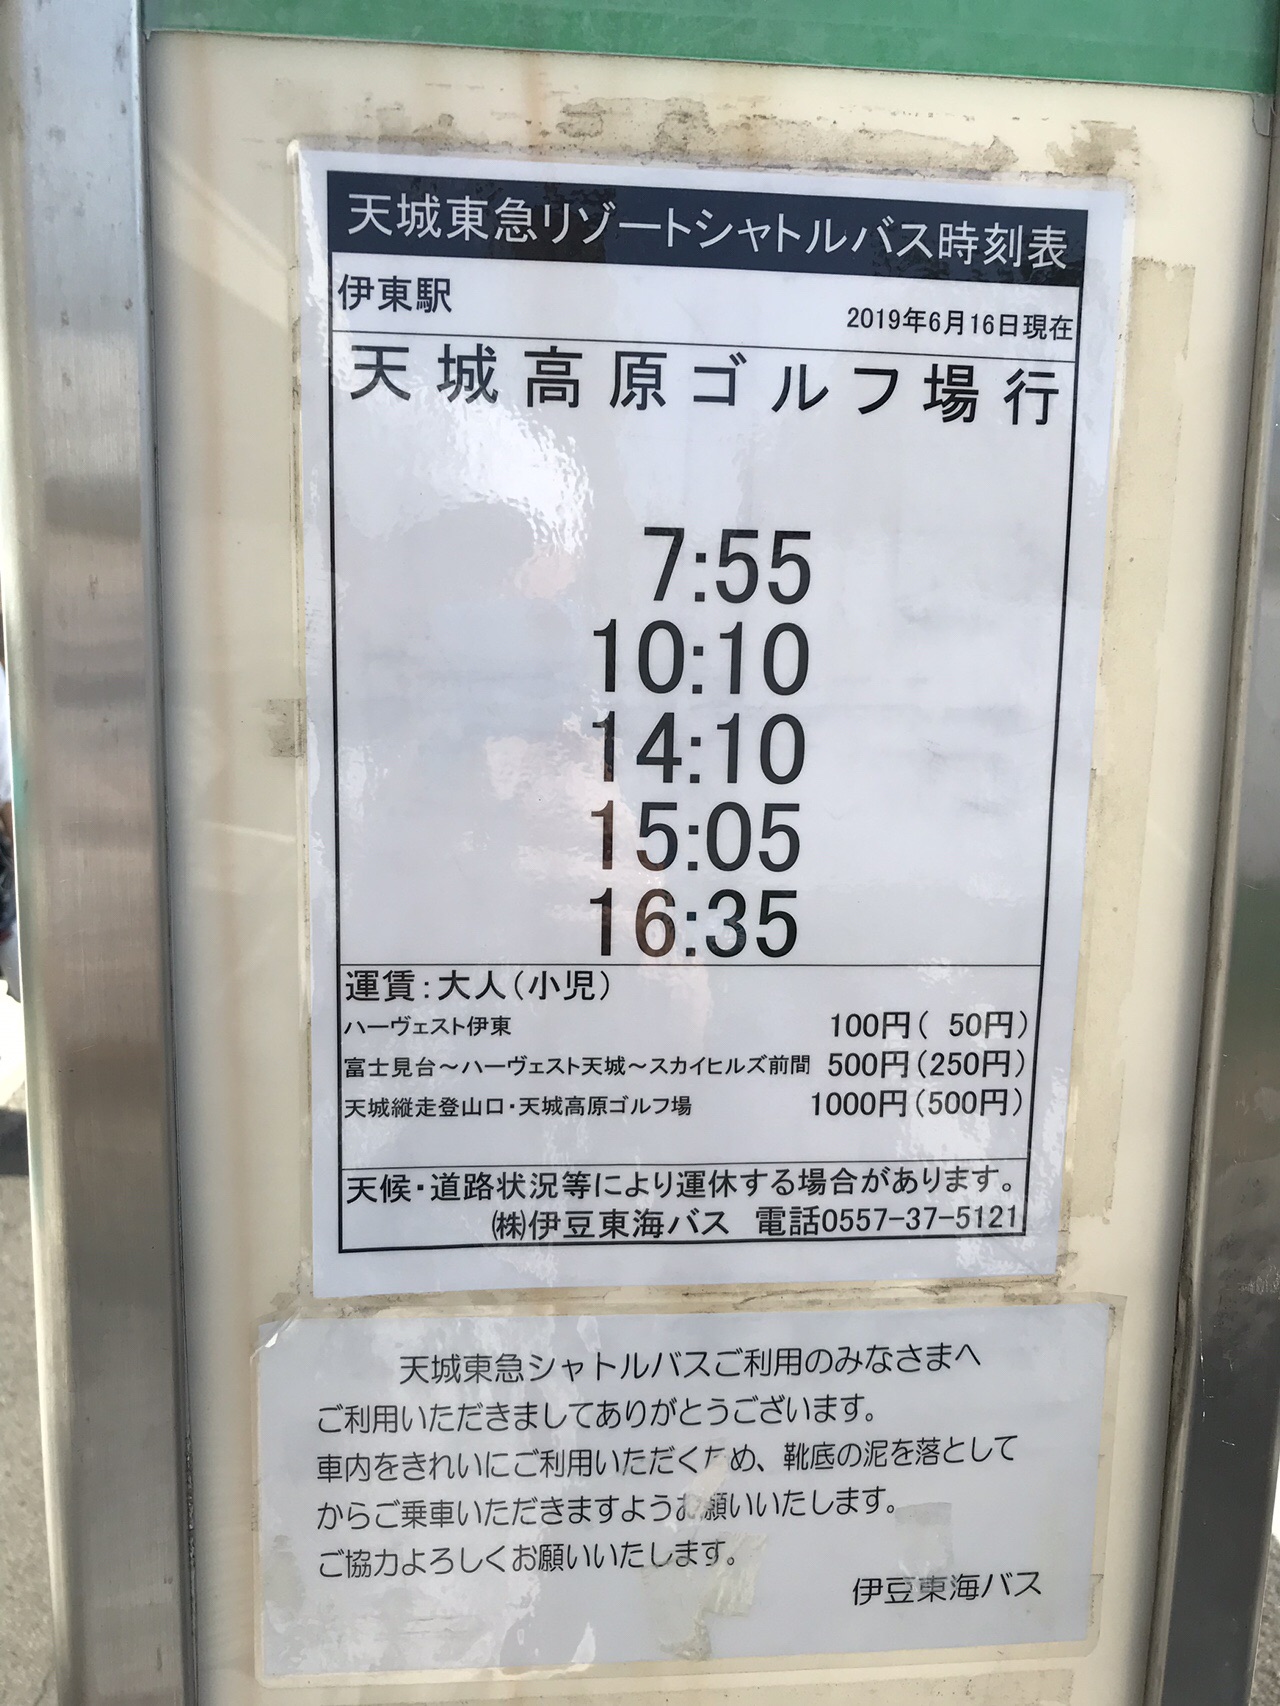 天城東急リゾートシャトルバス時刻表
伊東駅
2019年6月16日現在
天城高原ゴルフ場行
7:55
10:10
14:10
15:05
16:35
運賃:大人(小児)
ハーヴェスト伊東 100円( 50円)
富士見台～ハーヴェスト天城～スカイヒルズ前間 500円(250円)
天城縦走登山口・天城高原ゴルフ場 1000円(500円)
天候・道路状況等により運休する場合があります。
㈱伊豆東海バス 電話0557-37-5121
天城東急シャトルバスご利用のみなさまへ
ご利用いただきましてありがとうございます。
車内をきれいにご利用いただくため、靴底の泥を落として
からご乗車いただきますようお願いいたします。
ご協力よろしくお願いいたします。
伊豆東海バス